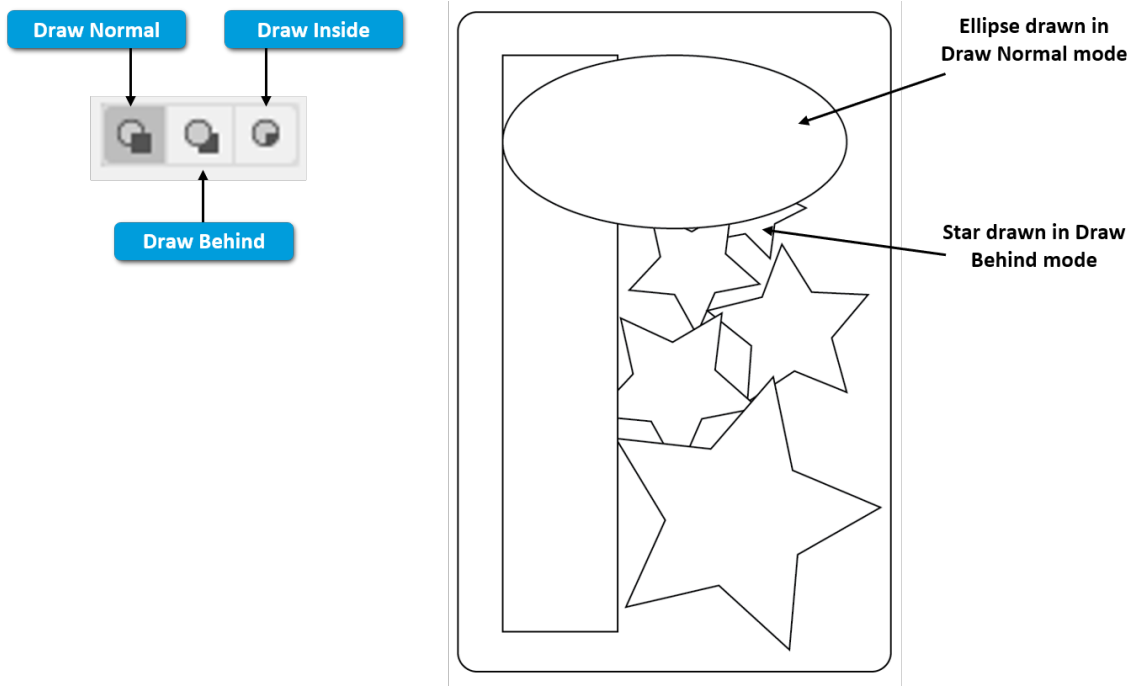 Draw Normal
Draw Inside
Draw Behind
Ellipse drawn in
Draw Normal mode
Star drawn in Draw
Behind mode